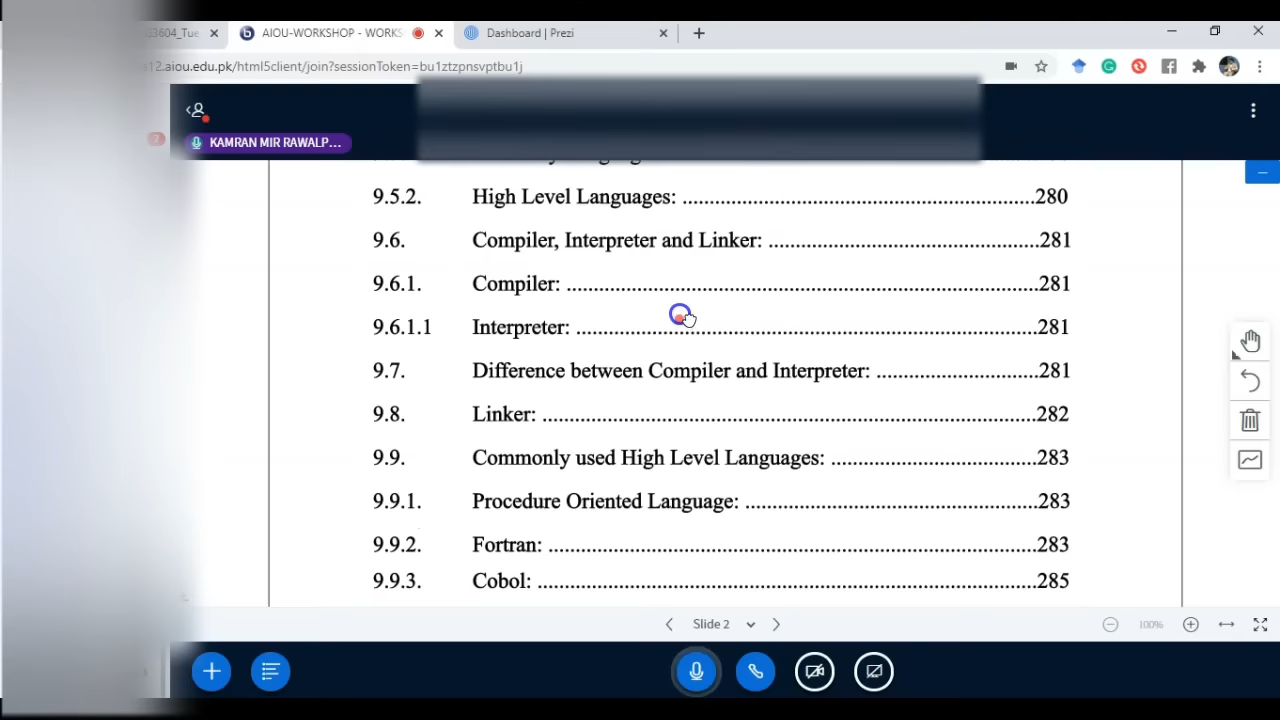 3604_Tue
AIOU-WORKSHOP - WORKS
Dashboard | Prezi
12.aiou.edu.pk/html5client/join?sessionToken=bu1ztzpnsvptbu1j
KAMRAN MIR RAWALP...
9.5.2. High Level Languages: ........................................................................280
9.6. Compiler, Interpreter and Linker: ........................................................281
9.6.1. Compiler: ................................................................................................281
9.6.1.1 Interpreter: ..............................................................................................281
9.7. Difference between Compiler and Interpreter: .................................281
9.8. Linker: .....................................................................................................282
9.9. Commonly used High Level Languages: ..........................................283
9.9.1. Procedure Oriented Language: ............................................................283
9.9.2. Fortran: ....................................................................................................283
9.9.3. Cobol: ......................................................................................................285
Slide 2
100%